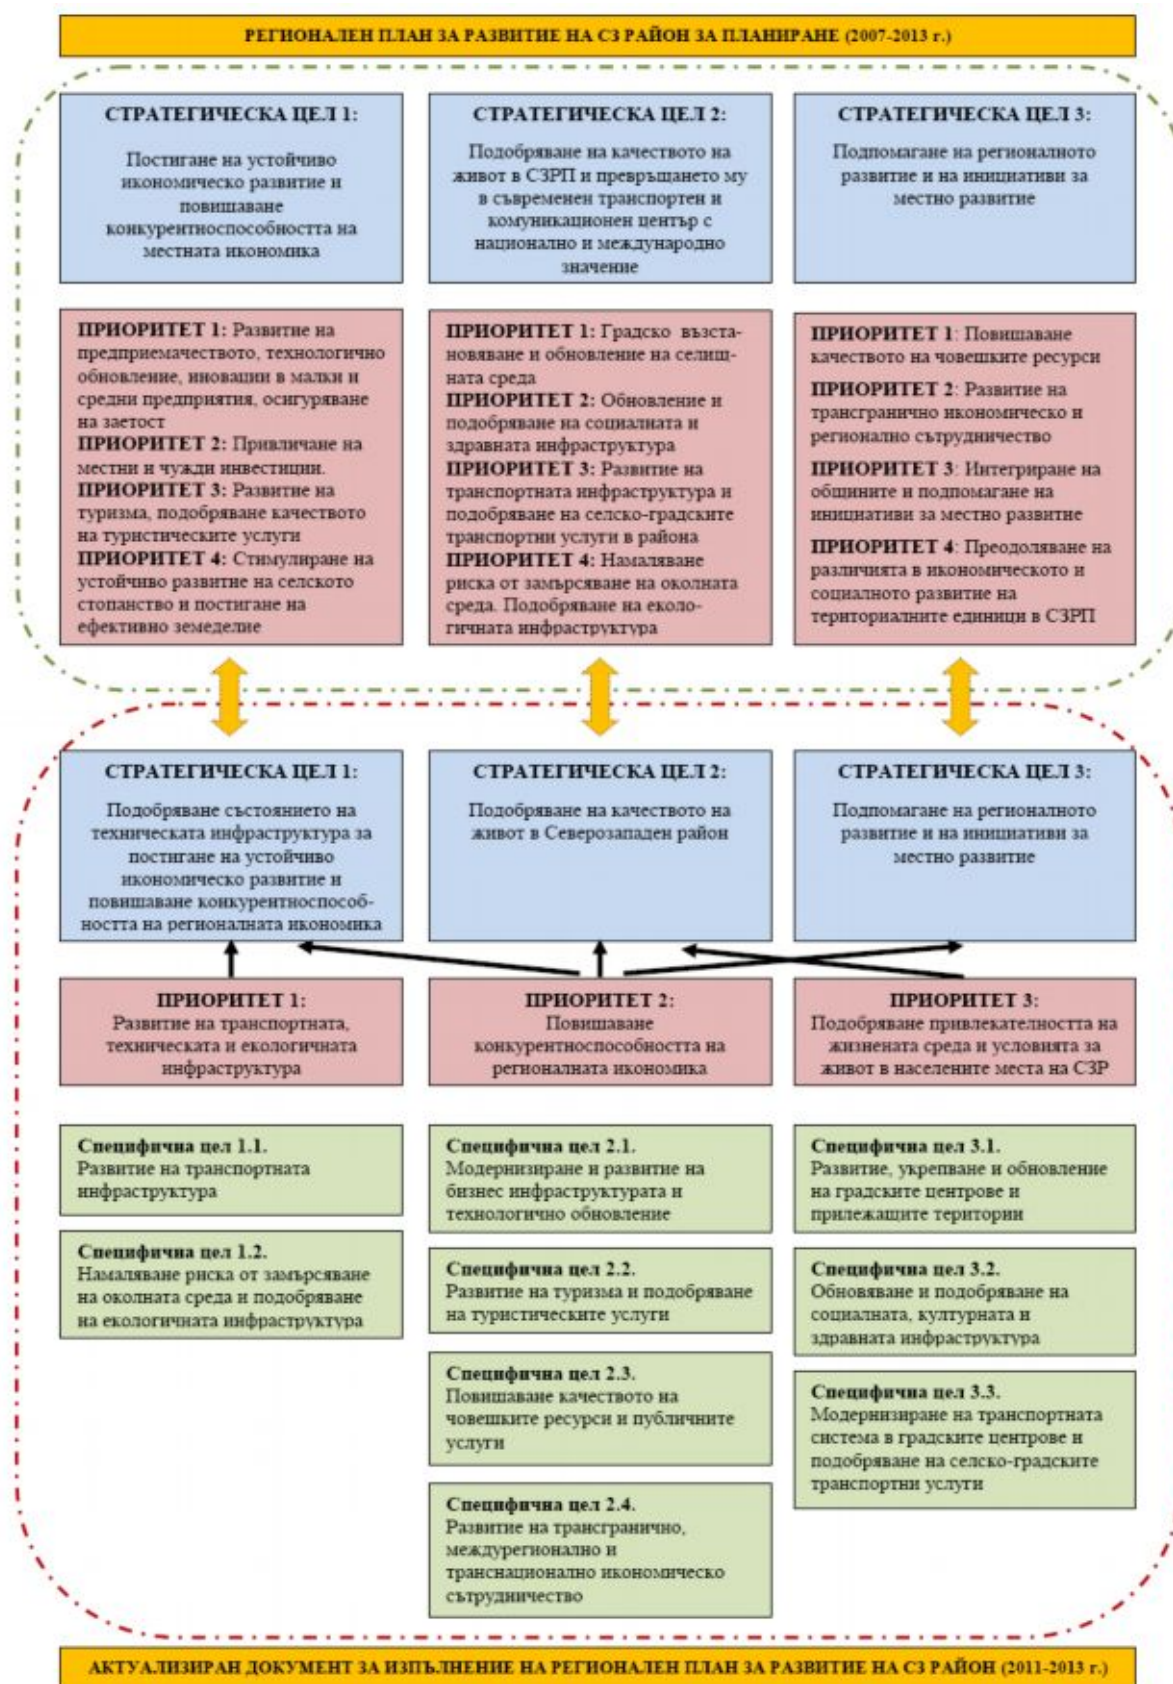 РЕГИОНАЛЕН ПЛАН ЗА РАЗВИТИЕ НА СЗ РАЙОН ЗА ПЛАНИРАНЕ (2007-2013 г.)
СТРАТЕГИЧЕСКА ЦЕЛ 1:
Постигане на устойчиво
икономическо развитие и
повишаване
конкурентноспособността на
местната икономика
СТРАТЕГИЧЕСКА ЦЕЛ 2:
Подобряване на качеството на
живот в СЗРП и превръщането му
в съвременен транспортен и
комуникационен център с
национално и международно
значение
СТРАТЕГИЧЕСКА ЦЕЛ 3:
Подпомагане на регионалното
развитие и на инициативи за
местно развитие
ПРИОРИТЕТ 1: Развитие на
предприемачеството, технологично
обновление, иновации в малки и
средни предприятия, осигуряване
на заетост
ПРИОРИТЕТ 2: Привличане на
местни и чужди инвестиции.
ПРИОРИТЕТ 3: Развитие на
туризма, подобряване качеството
на туристическите услуги
ПРИОРИТЕТ 4: Стимулиране на
устойчиво развитие на селското
стопанство и постигане на
ефективно земеделие
ПРИОРИТЕТ 1: Градско възста-
новяване и обновление на селищ-
ната среда
ПРИОРИТЕТ 2: Обновление и
подобряване на социалната и
здравната инфраструктура
ПРИОРИТЕТ 3: Развитие на
транспортната инфраструктура и
подобряване на селско-градските
транспортни услуги в района
ПРИОРИТЕТ 4: Намаляване
риска от замърсяване на околната
среда. Подобряване на еколо-
гичната инфраструктура
ПРИОРИТЕТ 1: Повишаване
качеството на човешките ресурси
ПРИОРИТЕТ 2: Развитие на
трансгранично икономическо и
регионално сътрудничество
ПРИОРИТЕТ 3: Интегриране на
общините и подпомагане на
инициативи за местно развитие
ПРИОРИТЕТ 4: Преодоляване на
различията в икономическото и
социалното развитие на
териториалните единици в СЗРП
СТРАТЕГИЧЕСКА ЦЕЛ 1:
Подобряване състоянието на
техническата инфраструктура за
постигане на устойчиво
икономическо развитие и
повишаване конкурентноспособ-
ността на регионалната икономика
СТРАТЕГИЧЕСКА ЦЕЛ 2:
Подобряване на качеството на
живот в Северозападен район
СТРАТЕГИЧЕСКА ЦЕЛ 3:
Подпомагане на регионалното
развитие и на инициативи за
местно развитие
ПРИОРИТЕТ 1:
Развитие на транспортната,
техническата и екологичната
инфраструктура
ПРИОРИТЕТ 2:
Повишаване
конкурентноспособността на
регионалната икономика
ПРИОРИТЕТ 3:
Подобряване привлекателността на
жизнената среда и условията за
живот в населените места на СЗР
Специфична цел 1.1.
Развитие на транспортната
инфраструктура
Специфична цел 1.2.
Намаляване риска от замърсяване
на околната среда и подобряване
на екологичната инфраструктура
Специфична цел 2.1.
Модернизиране и развитие на
бизнес инфраструктурата и
технологично обновление
Специфична цел 2.2.
Развитие на туризма и подобряване
на туристическите услуги
Специфична цел 2.3.
Повишаване качеството на
човешките ресурси и публичните
услуги
Специфична цел 2.4.
Развитие на трансгранично,
междурегионално и
транснационално икономическо
сътрудничество
Специфична цел 3.1.
Развитие, укрепване и обновление
на градските центрове и
прилежащите територии
Специфична цел 3.2.
Обновяване и подобряване на
социалната, културната и
здравната инфраструктура
Специфична цел 3.3.
Модернизиране на транспортната
система в градските центрове и
подобряване на селско-градските
транспортни услуги
АКТУАЛИЗИРАН ДОКУМЕНТ ЗА ИЗПЪЛНЕНИЕ НА РЕГИОНАЛЕН ПЛАН ЗА РАЗВИТИЕ НА СЗ РАЙОН (2011-2013 г.)